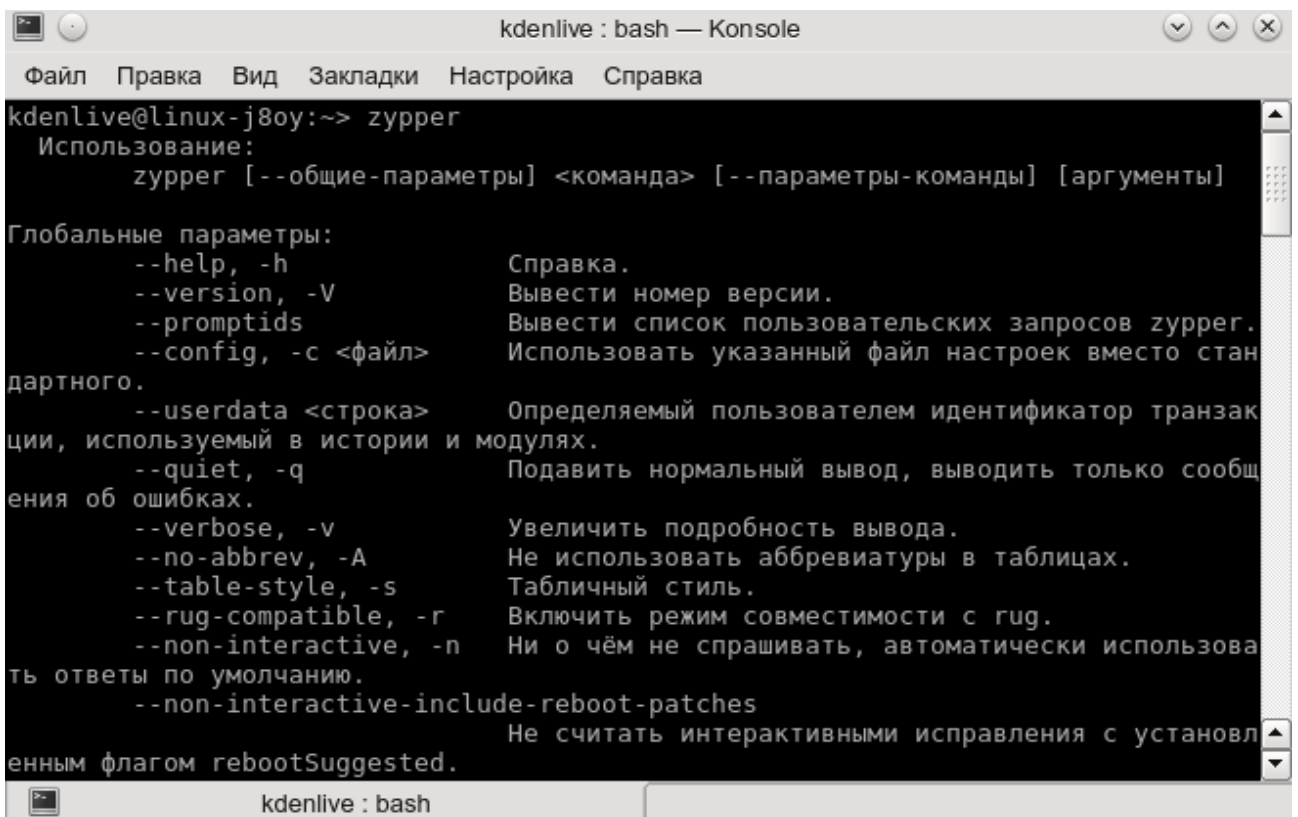 kdenlive : bash — Konsole
Файл Правка Вид Закладки Настройка Справка
kdenlive@linux-j8oy:~> zypper
Использование:
zypper [--общие-параметры] <команда> [--параметры-команды] [аргументы]
Глобальные параметры:
--help, -h Справка.
--version, -V Вывести номер версии.
--promptids Вывести список пользовательских запросов zypper.
--config, -c <файл> Использовать указанный файл настроек вместо стан
дартного.
--userdata <строка> Определяемый пользователем идентификатор транзак
ции, используемый в истории и модулях.
--quiet, -q Подавить нормальный вывод, выводить только сообщ
ения об ошибках.
--verbose, -v Увеличить подробность вывода.
--no-abbrev, -A Не использовать аббревиатуры в таблицах.
--table-style, -s Табличный стиль.
--rug-compatible, -r Включить режим совместимости с rug.
--non-interactive, -n Ни о чём не спрашивать, автоматически использова
ть ответы по умолчанию.
--non-interactive-include-reboot-patches
Не считать интерактивными исправления с установл
енным флагом rebootSuggested.
kdenlive : bash